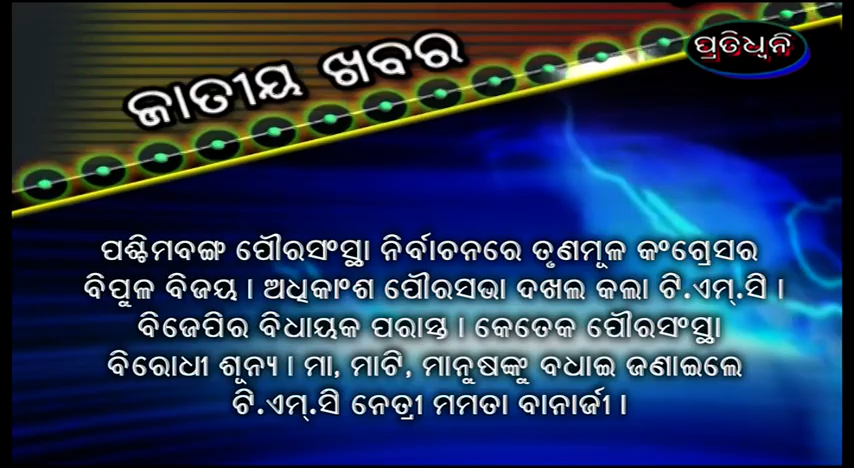 ପ୍ରତିଧ୍ୱନି
ଜାତୀୟ ଖବର
ପଶ୍ଚିମବଙ୍ଗ ପୌରସଂସ୍ଥା ନିର୍ବାଚନରେ ତୃଣମୂଳ କଂଗ୍ରେସର
ବିପୁଳ ବିଜୟ । ଅଧିକାଂଶ ପୌରସଭା ଦଖଲ କଲା ଟି.ଏମ୍.ସି ।
ବିଜେପିର ବିଧାୟକ ପରାସ୍ତ । କେତେକ ପୌରସଂସ୍ଥା
ବିରୋଧୀ ଶୂନ୍ୟ । ମା, ମାଟି, ମାନୁଷଙ୍କୁ ବଧାଇ ଜଣାଇଲେ
ଟି.ଏମ୍.ସି ନେତ୍ରୀ ମମତା ବାନାର୍ଜୀ ।